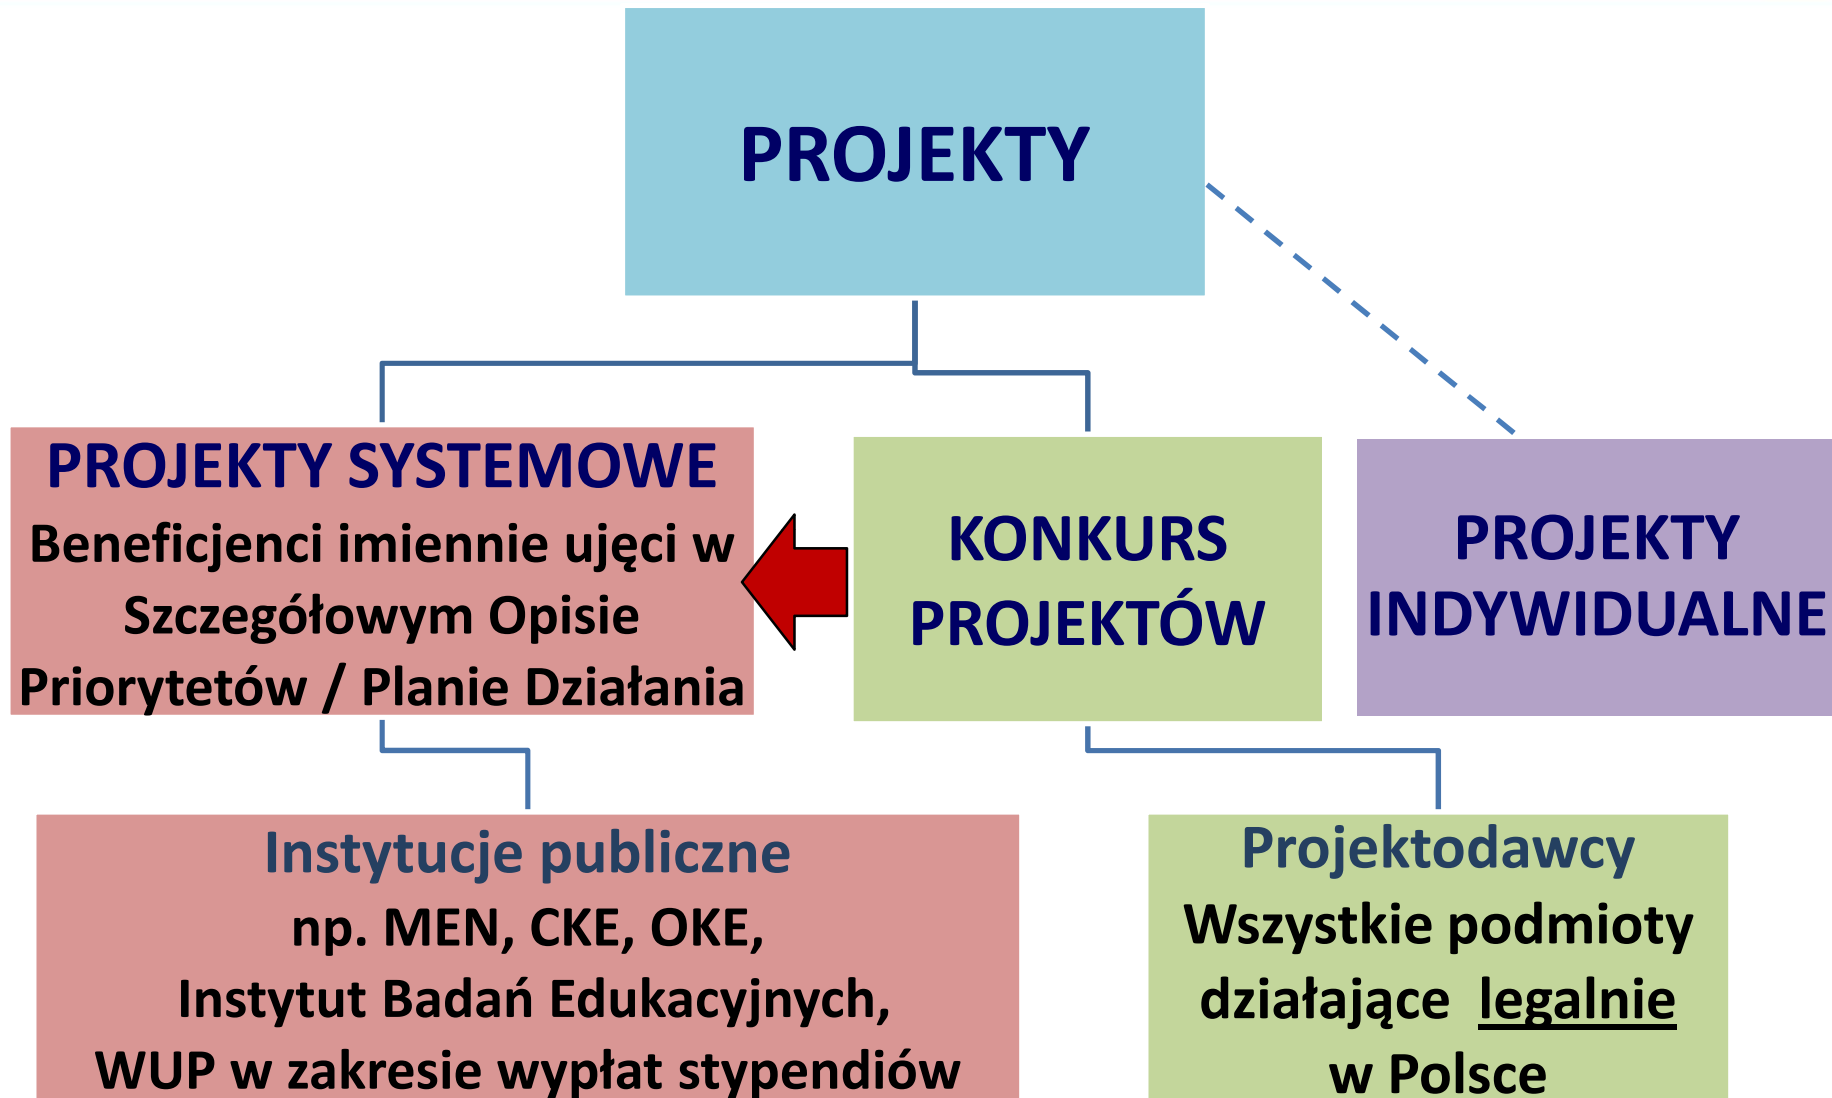 PROJEKTY
PROJEKTY SYSTEMOWE
Beneficjenci imiennie ujęci w
Szczegółowym Opisie
Priorytetów / Planie Działania
KONKURS
PROJEKTÓW
PROJEKTY
INDYWIDUALNE
Instytucje publiczne
np. MEN, CKE, OKE,
Instytut Badań Edukacyjnych,
WUP w zakresie wypłat stypendiów
Projektodawcy
Wszystkie podmioty
działające legalnie
w Polsce